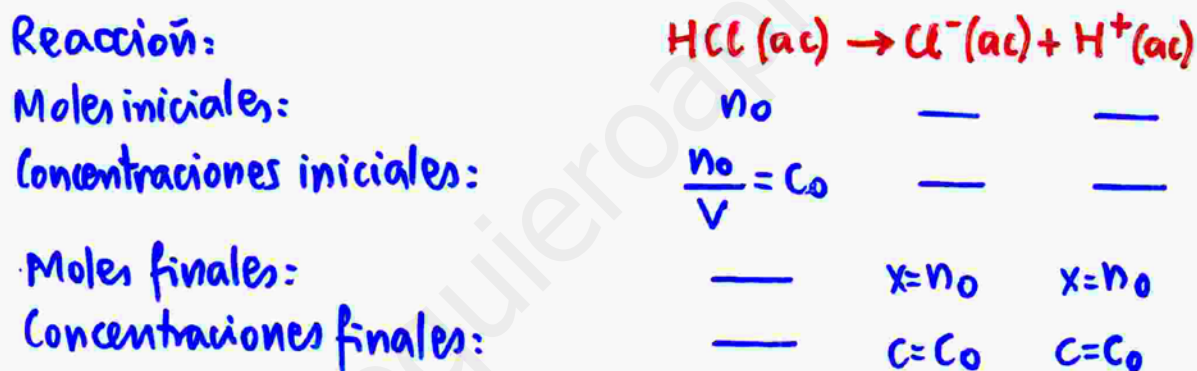 Reacción: HCl (ac) → Cl⁻(ac) + H⁺(ac)
Moles iniciales: n₀ — —
Concentraciones iniciales: n₀/V = C₀ — —
Moles finales: — x=n₀ x=n₀
Concentraciones finales: — c=C₀ c=C₀